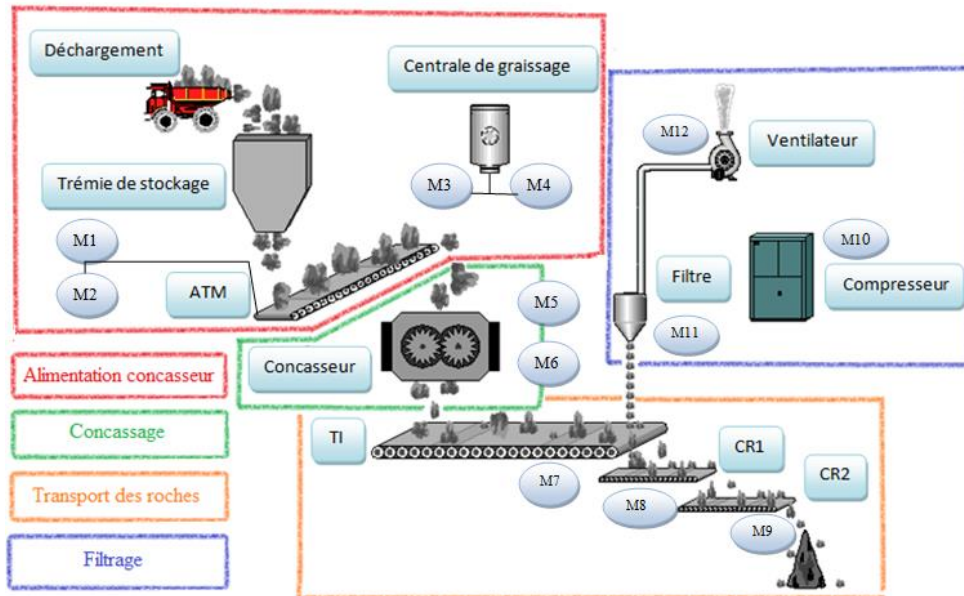 Déchargement
Centrale de graissage
M12
Ventilateur
Trémie de stockage
M3
M4
M1
M10
M2
ATM
Filtre
Compresseur
M5
M11
Concasseur
M6
Alimentation concasseur
Concassage
TI
CR1
M7
CR2
Transport des roches
M8
M9
Filtrage